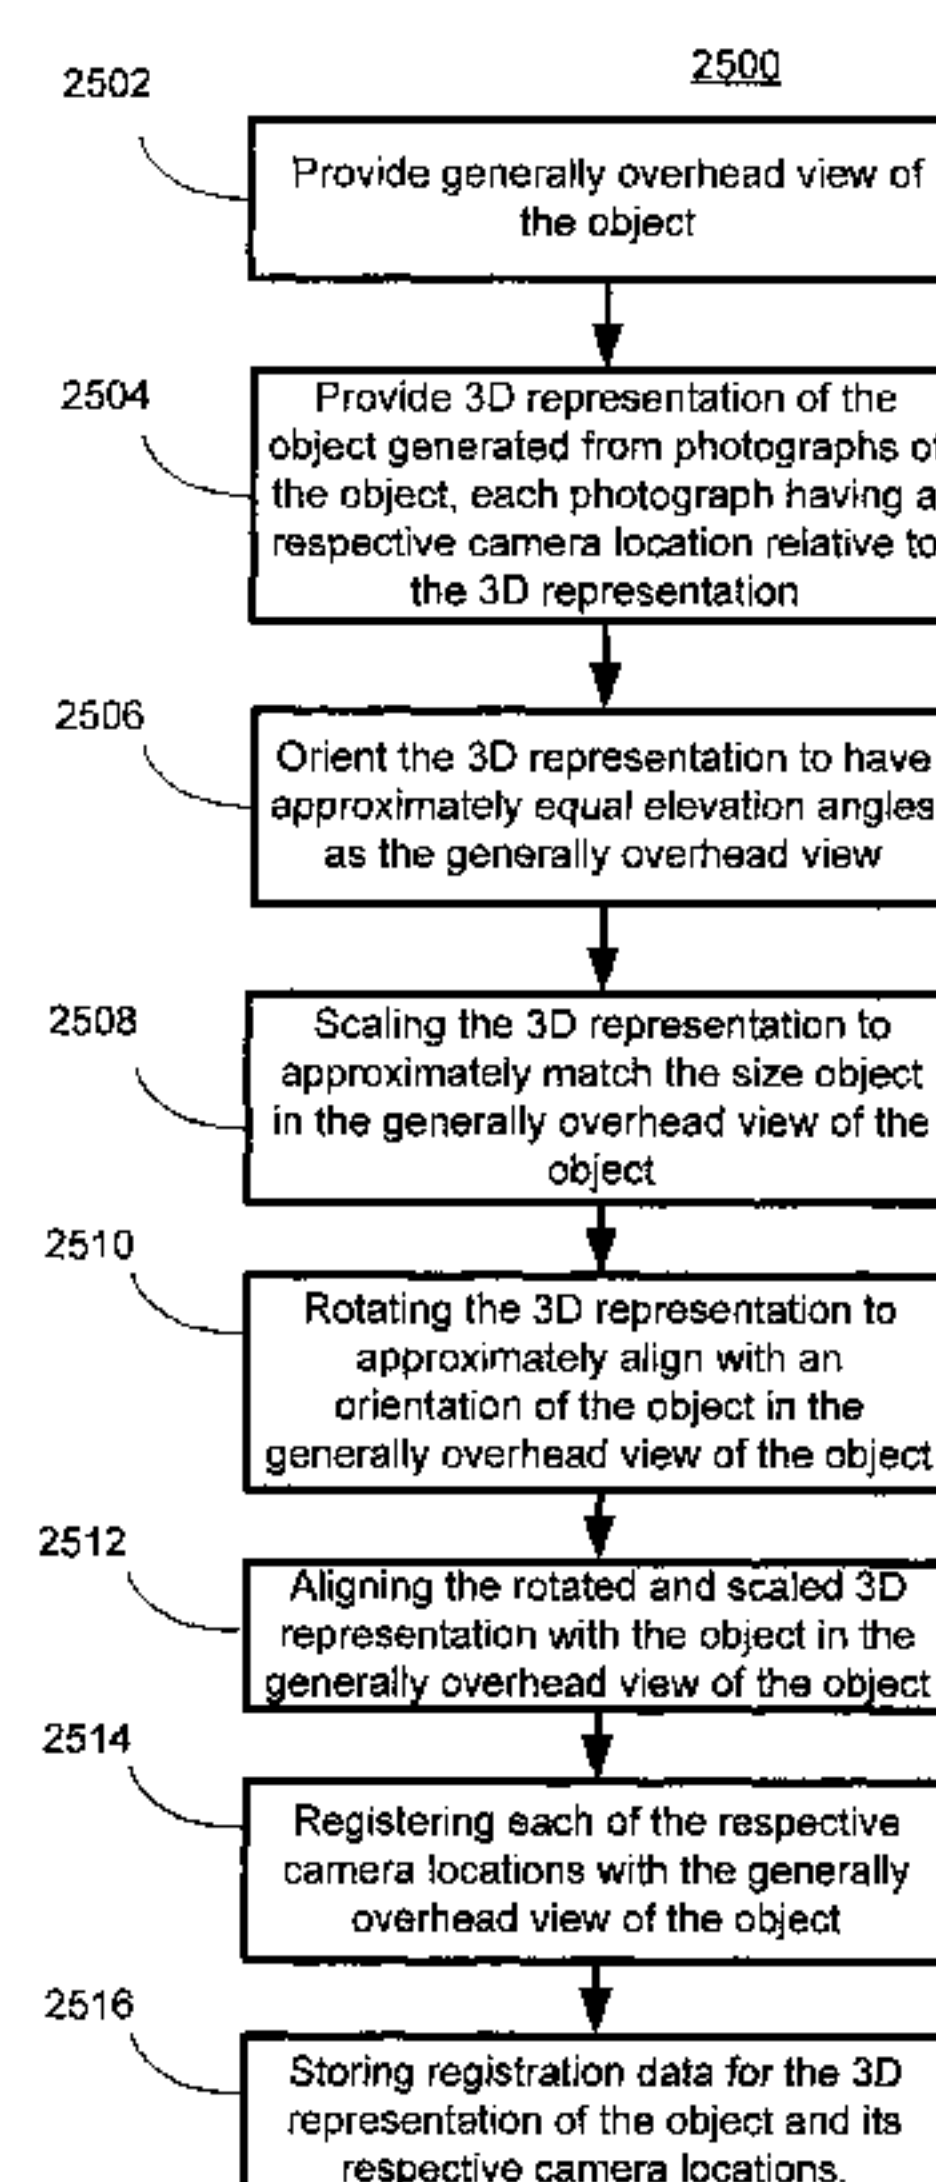 2500
2502
Provide generally overhead view of
the object
2504
Provide 3D representation of the
object generated from photographs of
the object, each photograph having a
respective camera location relative to
the 3D representation
2506
Orient the 3D representation to have
approximately equal elevation angles
as the generally overhead view
2508
Scaling the 3D representation to
approximately match the size object
in the generally overhead view of the
object
2510
Rotating the 3D representation to
approximately align with an
orientation of the object in the
generally overhead view of the object
2512
Aligning the rotated and scaled 3D
representation with the object in the
generally overhead view of the object
2514
Registering each of the respective
camera locations with the generally
overhead view of the object
2516
Storing registration data for the 3D
representation of the object and its
respective camera locations.